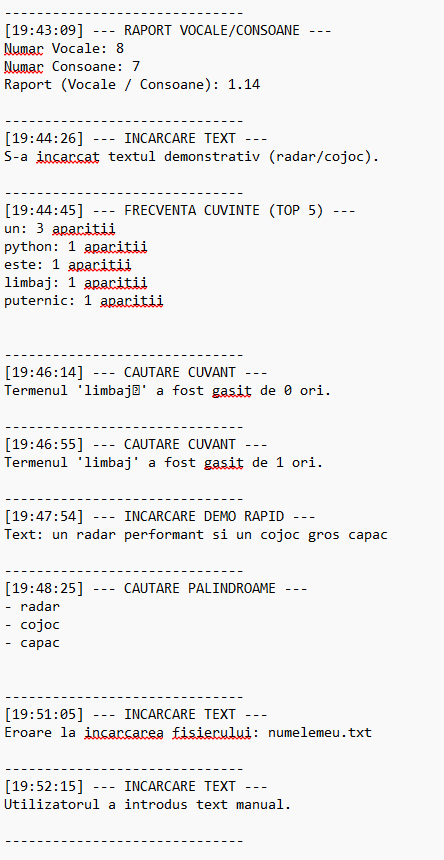 ------------------------------
[19:43:09] --- RAPORT VOCALE/CONSOANE ---
Numar Vocale: 8
Numar Consoane: 7
Raport (Vocale / Consoane): 1.14
------------------------------
[19:44:26] --- INCARCARE TEXT ---
S-a incarcat textul demonstrativ (radar/cojoc).
------------------------------
[19:44:45] --- FRECVENTA CUVINTE (TOP 5) ---
un: 3 aparitii
python: 1 aparitii
este: 1 aparitii
limbaj: 1 aparitii
puternic: 1 aparitii
------------------------------
[19:46:14] --- CAUTARE CUVANT ---
Termenul 'limbaj' a fost gasit de 0 ori.
------------------------------
[19:46:55] --- CAUTARE CUVANT ---
Termenul 'limbaj' a fost gasit de 1 ori.
------------------------------
[19:47:54] --- INCARCARE DEMO RAPID ---
Text: un radar performant si un cojoc gros capac
------------------------------
[19:48:25] --- CAUTARE PALINDROAME ---
- radar
- cojoc
- capac
------------------------------
[19:51:05] --- INCARCARE TEXT ---
Eroare la incarcarea fisierului: numelemeu.txt
------------------------------
[19:52:15] --- INCARCARE TEXT ---
Utilizatorul a introdus text manual.
------------------------------